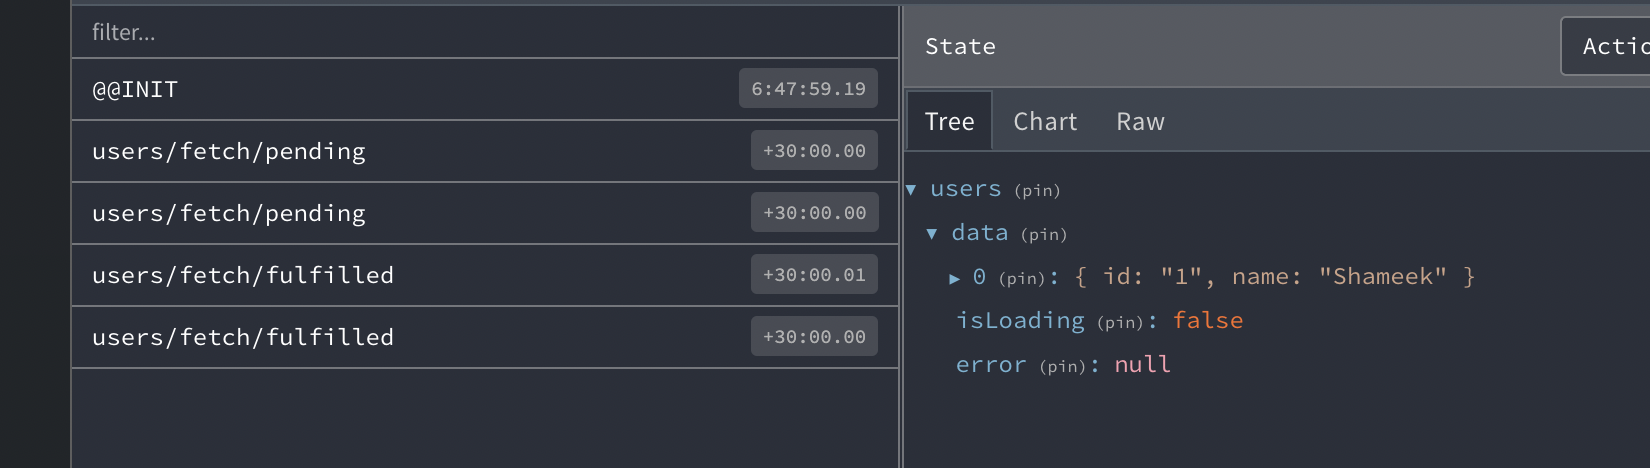 filter...
@@INIT 6:47:59.19
users/fetch/pending +30:00.00
users/fetch/pending +30:00.00
users/fetch/fulfilled +30:00.01
users/fetch/fulfilled +30:00.00
State Actio
Tree Chart Raw
▼ users (pin)
▼ data (pin)
▶ 0 (pin): { id: "1", name: "Shameek" }
isLoading (pin): false
error (pin): null